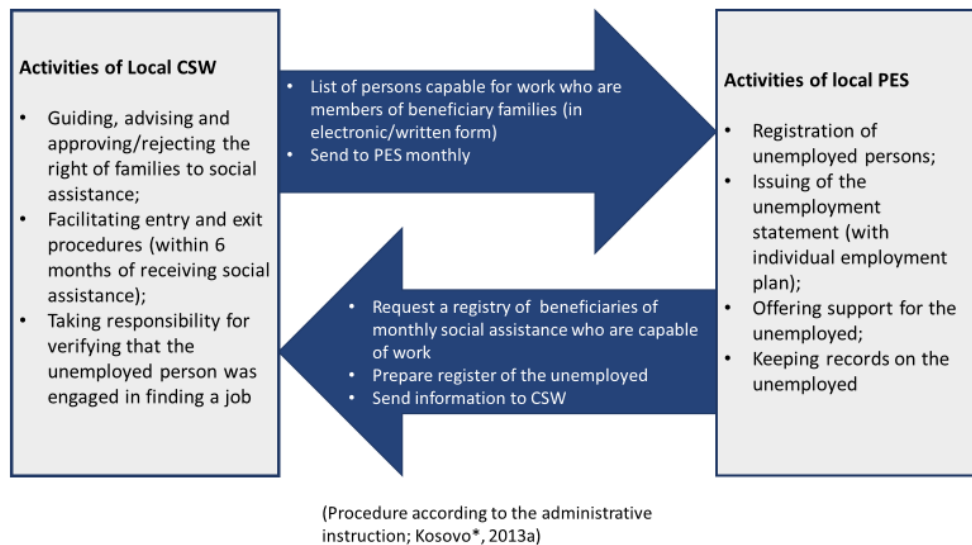 Activities of Local CSW
• Guiding, advising and
approving/rejecting the
right of families to social
assistance;
• Facilitating entry and exit
procedures (within 6
months of receiving social
assistance);
• Taking responsibility for
verifying that the
unemployed person was
engaged in finding a job
• List of persons capable for work who are
members of beneficiary families (in
electronic/written form)
• Send to PES monthly
• Request a registry of beneficiaries of
monthly social assistance who are capable
of work
• Prepare register of the unemployed
• Send information to CSW
Activities of local PES
• Registration of
unemployed persons;
• Issuing of the
unemployment
statement (with
individual employment
plan);
• Offering support for the
unemployed;
• Keeping records on the
unemployed
(Procedure according to the administrative
instruction; Kosovo*, 2013a)